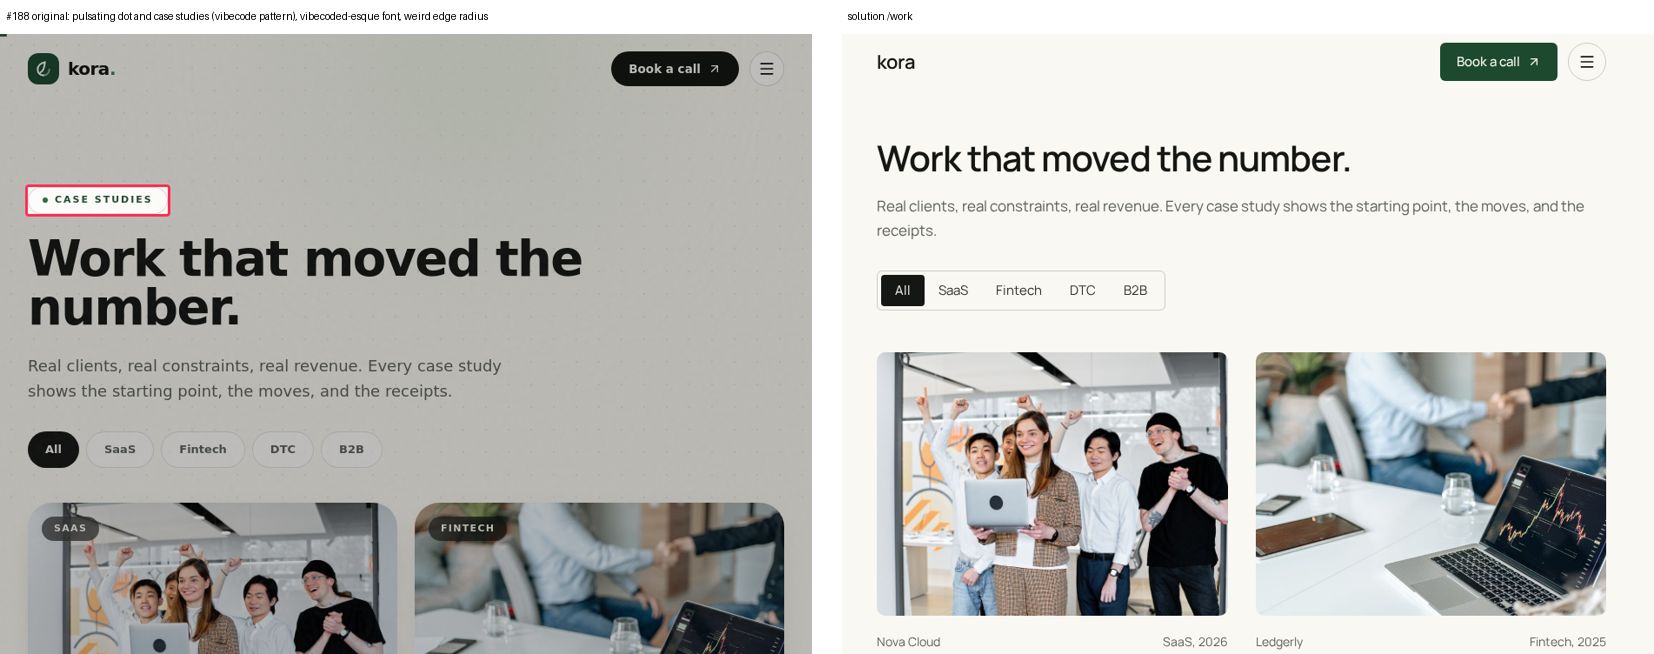 #188 original: pulsating dot and case studies (vibecode pattern), vibecoded-esque font, weird edge radius
kora.
Book a call
CASE STUDIES
Work that moved the
number.
Real clients, real constraints, real revenue. Every case study
shows the starting point, the moves, and the receipts.
All
SaaS
Fintech
DTC
B2B
SAAS
FINTECH
solution /work
kora
Book a call
Work that moved the number.
Real clients, real constraints, real revenue. Every case study shows the starting point, the moves, and the
receipts.
All
SaaS
Fintech
DTC
B2B
Nova Cloud
SaaS, 2026
Ledgerly
Fintech, 2025